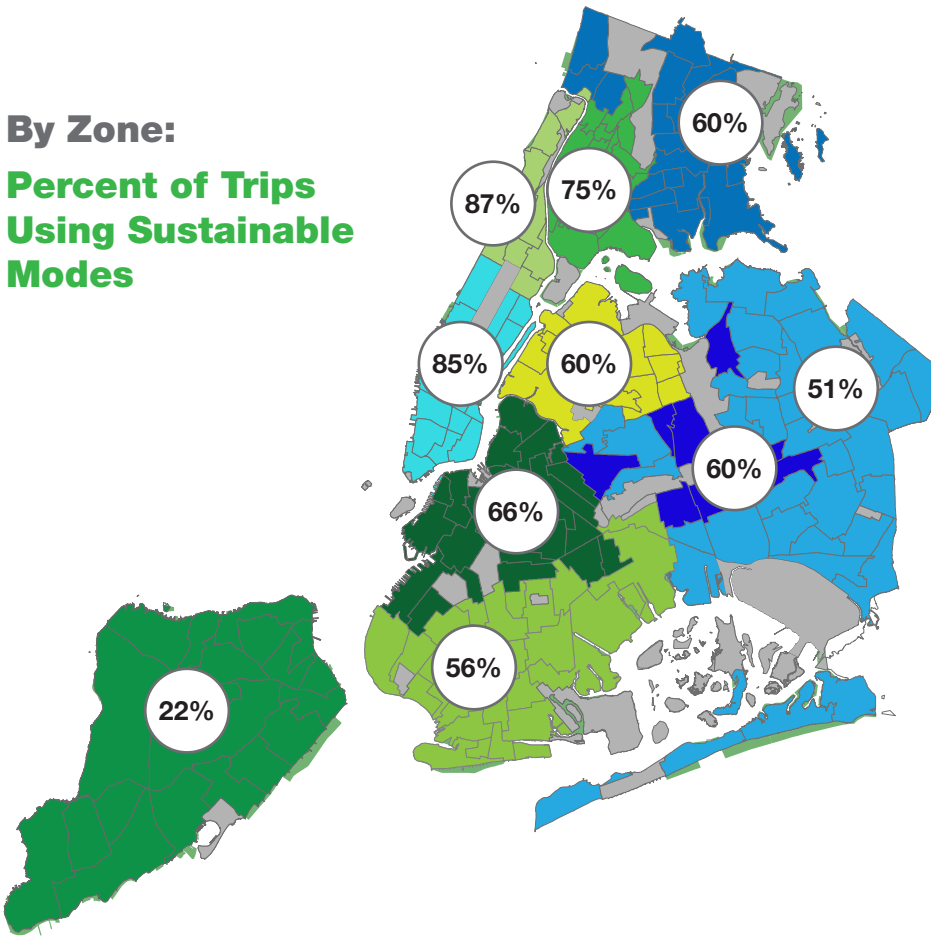 By Zone:
Percent of Trips
Using Sustainable
Modes
60%
75%
87%
85%
60%
51%
60%
66%
56%
22%